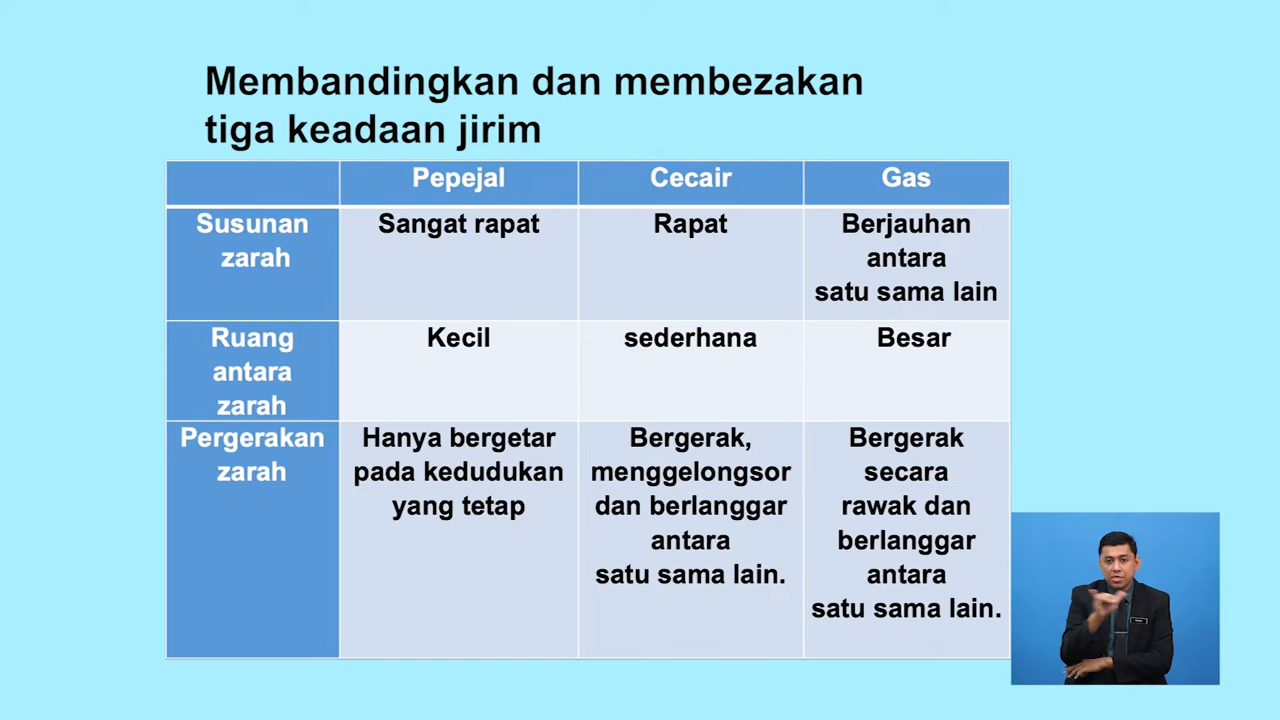 Membandingkan dan membezakan
tiga keadaan jirim
Pepejal
Cecair
Gas
Susunan
zarah
Sangat rapat
Rapat
Berjauhan
antara
satu sama lain
Ruang
antara
zarah
Kecil
sederhana
Besar
Pergerakan
zarah
Hanya bergetar
pada kedudukan
yang tetap
Bergerak,
menggelongsor
dan berlanggar
antara
satu sama lain.
Bergerak
secara
rawak dan
berlanggar
antara
satu sama lain.